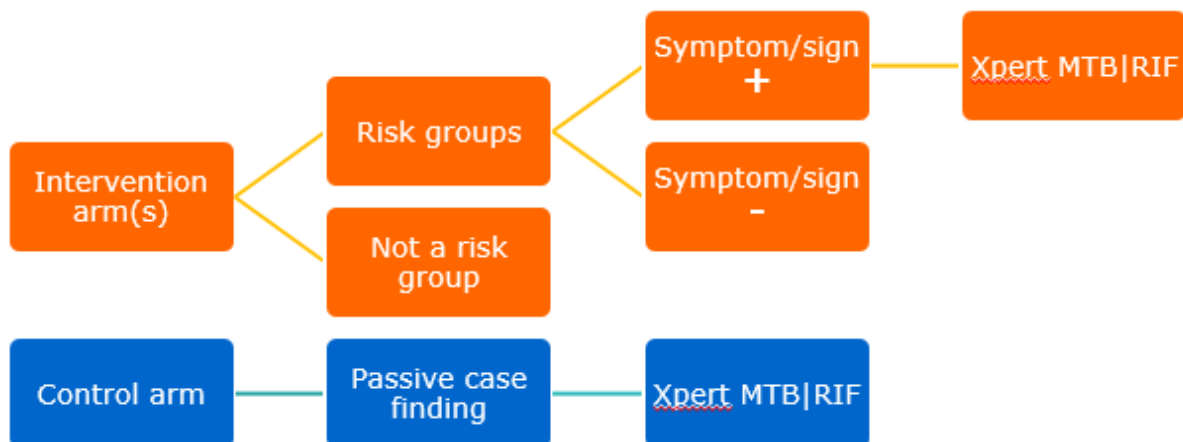 Symptom/sign
+
Xpert MTB|RIF
Risk groups
Intervention
arm(s)
Symptom/sign
-
Not a risk
group
Control arm
Passive case
finding
Xpert MTB|RIF